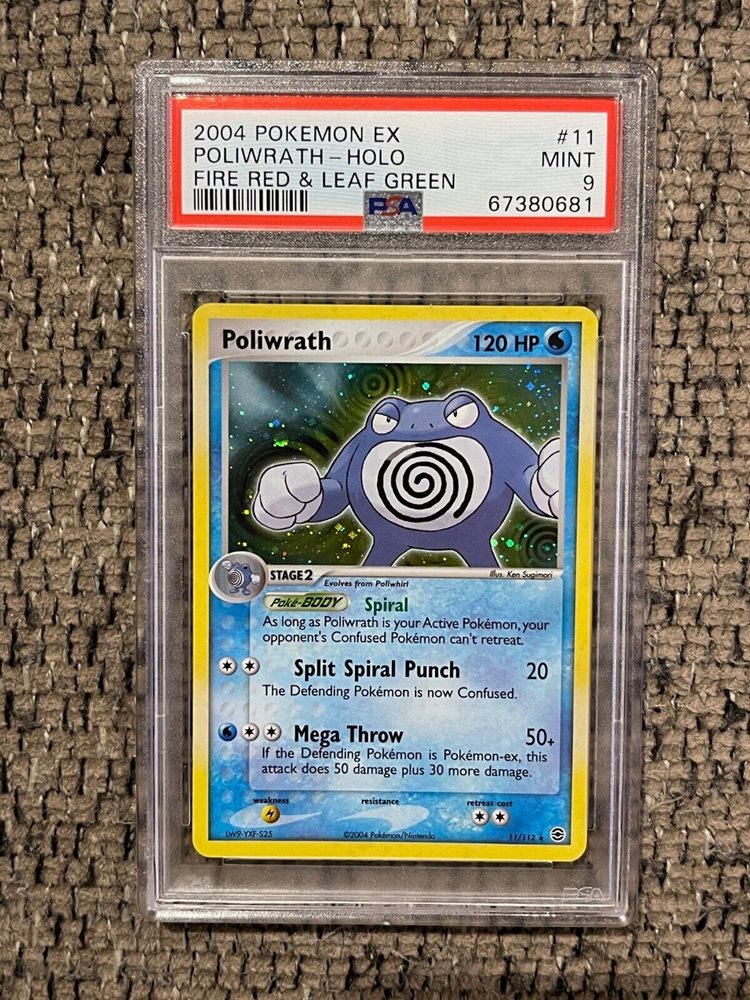 2004 POKEMON EX #11
POLIWRATH-HOLO MINT
FIRE RED & LEAF GREEN 9
PSA 67380681
Poliwrath 120 HP
STAGE2 Evolves from Poliwhirl Illus. Ken Sugimori
Poké-BODY Spiral
As long as Poliwrath is your Active Pokémon, your
opponent's Confused Pokémon can't retreat.
Split Spiral Punch 20
The Defending Pokémon is now Confused.
Mega Throw 50+
If the Defending Pokémon is Pokémon-ex, this
attack does 50 damage plus 30 more damage.
weakness resistance retreat cost
LW9-YXF-S25 ©2004 Pokémon/Nintendo 11/112 ★
PSA